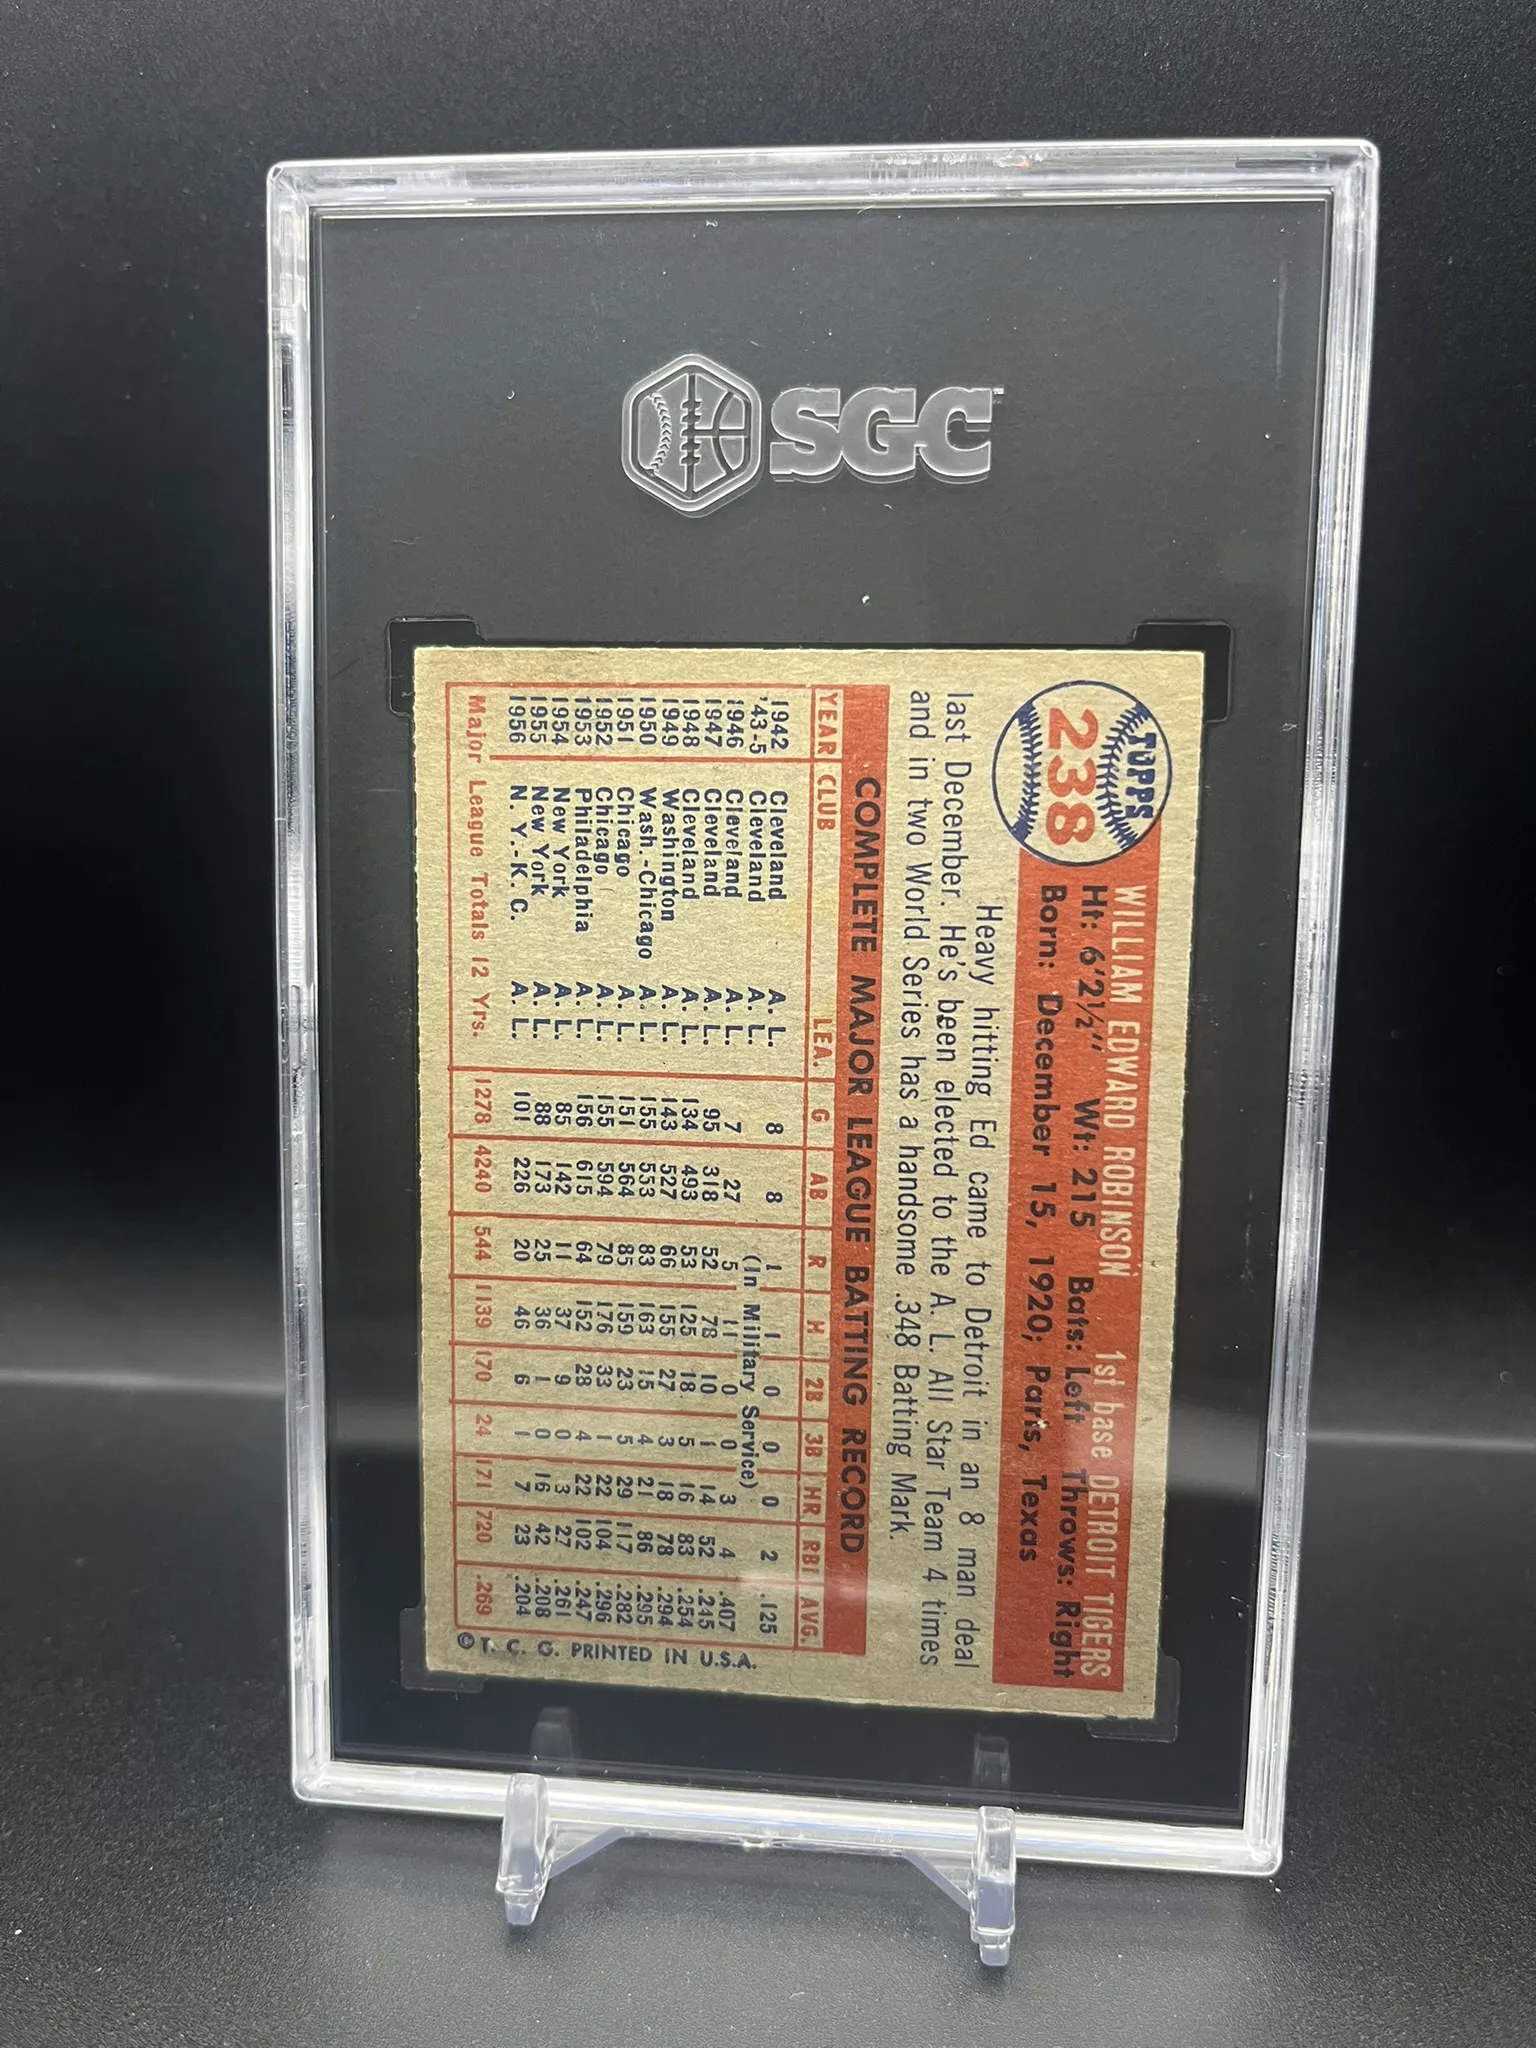 SGC
TOPPS
238
WILLIAM EDWARD ROBINSON 1st base DETROIT TIGERS
Ht: 6'2½" Wt: 215 Bats: Left Throws: Right
Born: December 15, 1920; Paris, Texas
Heavy hitting Ed came to Detroit in an 8 man deal
last December. He's been elected to the A. L. All Star Team 4 times
and in two World Series has a handsome .348 Batting Mark.
COMPLETE MAJOR LEAGUE BATTING RECORD
YEAR CLUB LEA. G AB R H 2B 3B HR RBI AVG.
1942 Cleveland A. L. 8 8 1 1 0 0 0 2 .125
'43-5 Cleveland A. L. (In Military Service)
1946 Cleveland A. L. 7 27 5 11 0 0 3 4 .407
1947 Cleveland A. L. 95 318 52 78 10 1 14 52 .245
1948 Cleveland A. L. 134 493 53 125 18 5 16 83 .254
1949 Washington A. L. 143 527 66 155 27 3 18 78 .294
1950 Wash.-Chicago A. L. 155 553 83 163 15 4 21 86 .295
1951 Chicago A. L. 151 564 85 159 23 5 29 117 .282
1952 Chicago A. L. 155 594 79 176 33 1 22 104 .296
1953 Philadelphia A. L. 156 615 64 152 28 4 22 102 .247
1954 New York A. L. 85 142 11 37 9 0 3 27 .261
1955 New York A. L. 88 173 25 36 1 0 16 42 .208
1956 N. Y.-K. C. A. L. 101 226 20 46 6 1 7 23 .204
Major League Totals 12 Yrs. 1278 4240 544 1139 170 24 171 720 .269
© T. C. G. PRINTED IN U.S.A.